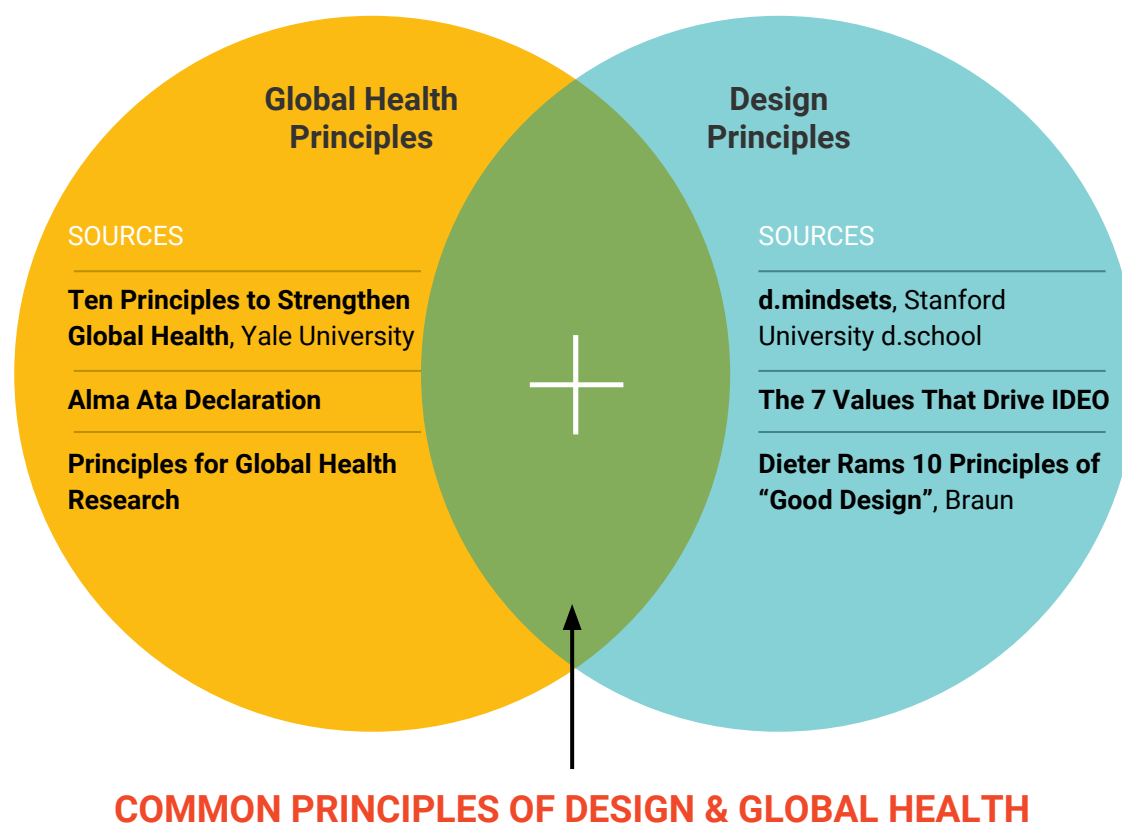 Global Health
Principles
SOURCES
Ten Principles to Strengthen
Global Health, Yale University
Alma Ata Declaration
Principles for Global Health
Research
Design
Principles
SOURCES
d.mindsets, Stanford
University d.school
The 7 Values That Drive IDEO
Dieter Rams 10 Principles of
“Good Design”, Braun
COMMON PRINCIPLES OF DESIGN & GLOBAL HEALTH